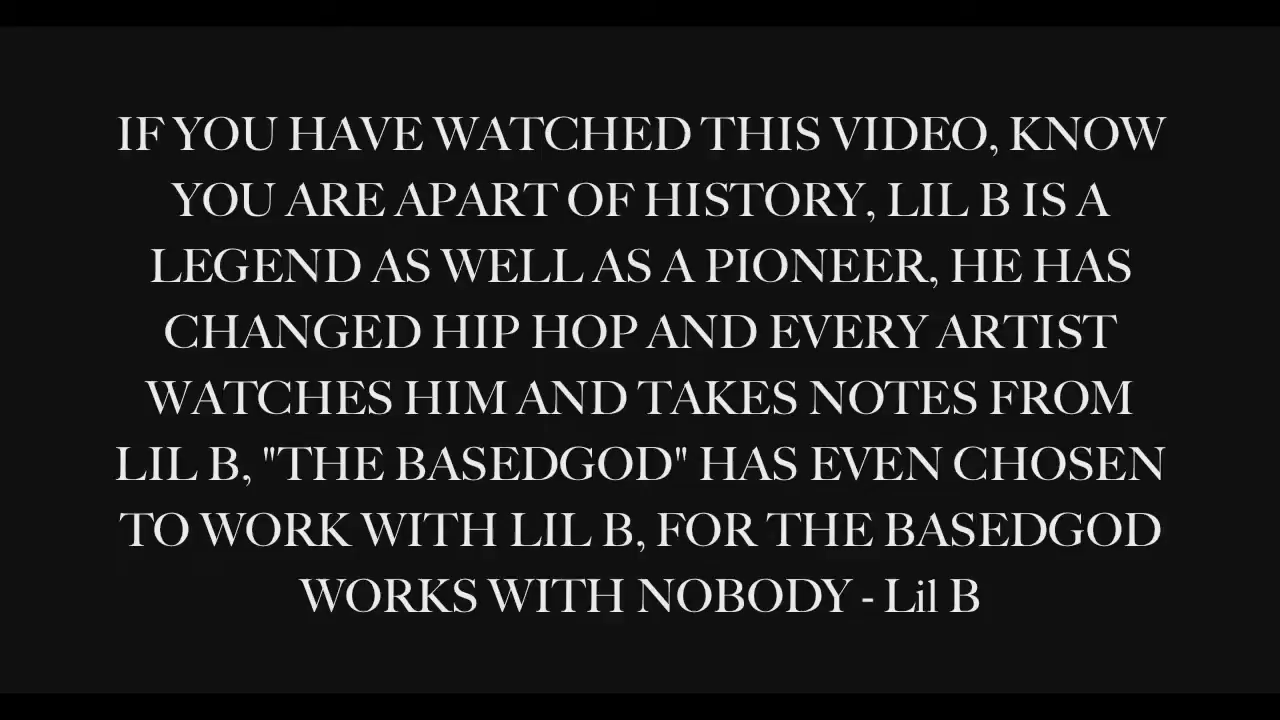 IF YOU HAVE WATCHED THIS VIDEO, KNOW
YOU ARE APART OF HISTORY, LIL B IS A
LEGEND AS WELL AS A PIONEER, HE HAS
CHANGED HIP HOP AND EVERY ARTIST
WATCHES HIM AND TAKES NOTES FROM
LIL B, "THE BASEDGOD" HAS EVEN CHOSEN
TO WORK WITH LIL B, FOR THE BASEDGOD
WORKS WITH NOBODY - Lil B